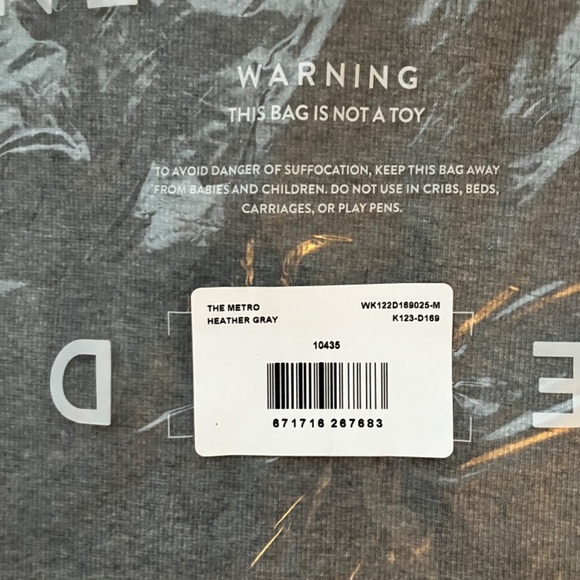 WARNING
THIS BAG IS NOT A TOY
TO AVOID DANGER OF SUFFOCATION, KEEP THIS BAG AWAY
FROM BABIES AND CHILDREN. DO NOT USE IN CRIBS, BEDS,
CARRIAGES, OR PLAY PENS.
THE METRO WK122D169025-M
HEATHER GRAY K123-D169
10435
671716 267683
D E